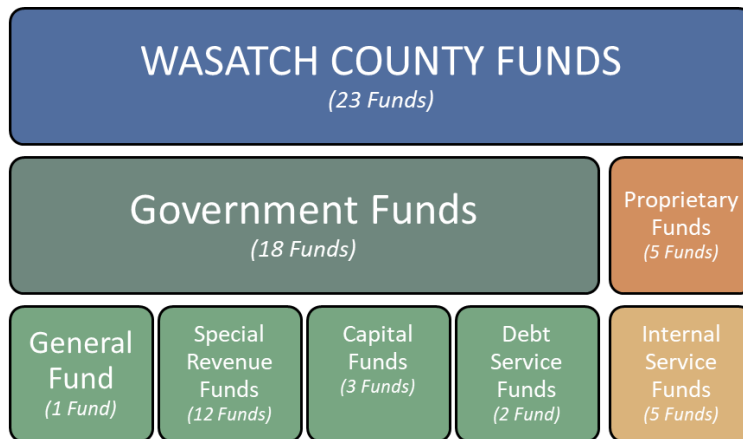 WASATCH COUNTY FUNDS
(23 Funds)
Government Funds
(18 Funds)
Proprietary
Funds
(5 Funds)
General
Fund
(1 Fund)
Special
Revenue
Funds
(12 Funds)
Capital
Funds
(3 Funds)
Debt
Service
Funds
(2 Fund)
Internal
Service
Funds
(5 Funds)